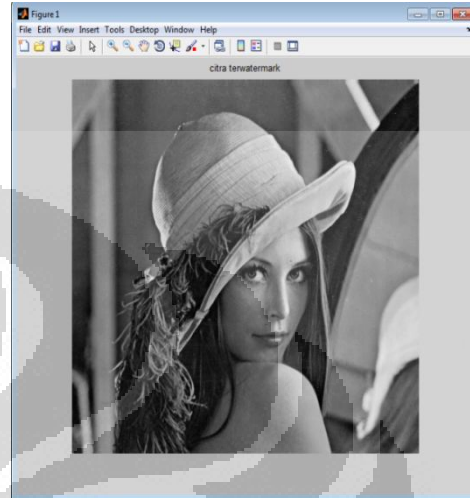 Figure 1
File Edit View Insert Tools Desktop Window Help
citra terwatermark